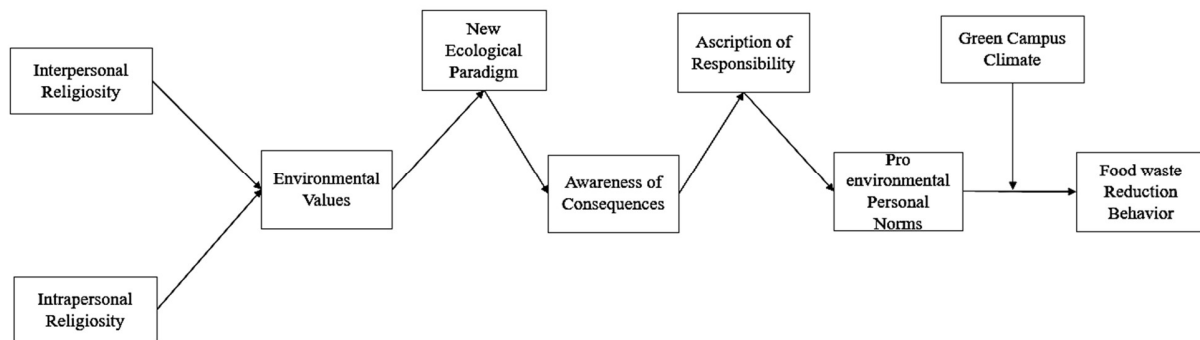 Interpersonal
Religiosity
Intrapersonal
Religiosity
Environmental
Values
New
Ecological
Paradigm
Awareness of
Consequences
Ascription of
Responsibility
Pro
environmental
Personal
Norms
Green Campus
Climate
Food waste
Reduction
Behavior